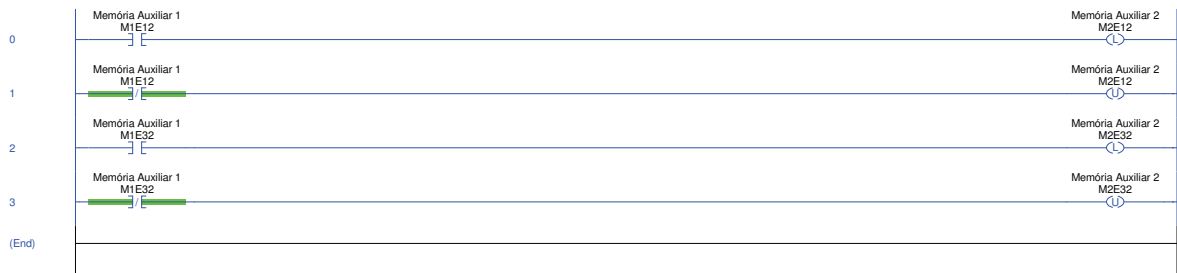 Memória Auxiliar 1
M1E12
Memória Auxiliar 2
M2E12
0
L
Memória Auxiliar 1
M1E12
Memória Auxiliar 2
M2E12
1
/
U
Memória Auxiliar 1
M1E32
Memória Auxiliar 2
M2E32
2
L
Memória Auxiliar 1
M1E32
Memória Auxiliar 2
M2E32
3
/
U
(End)